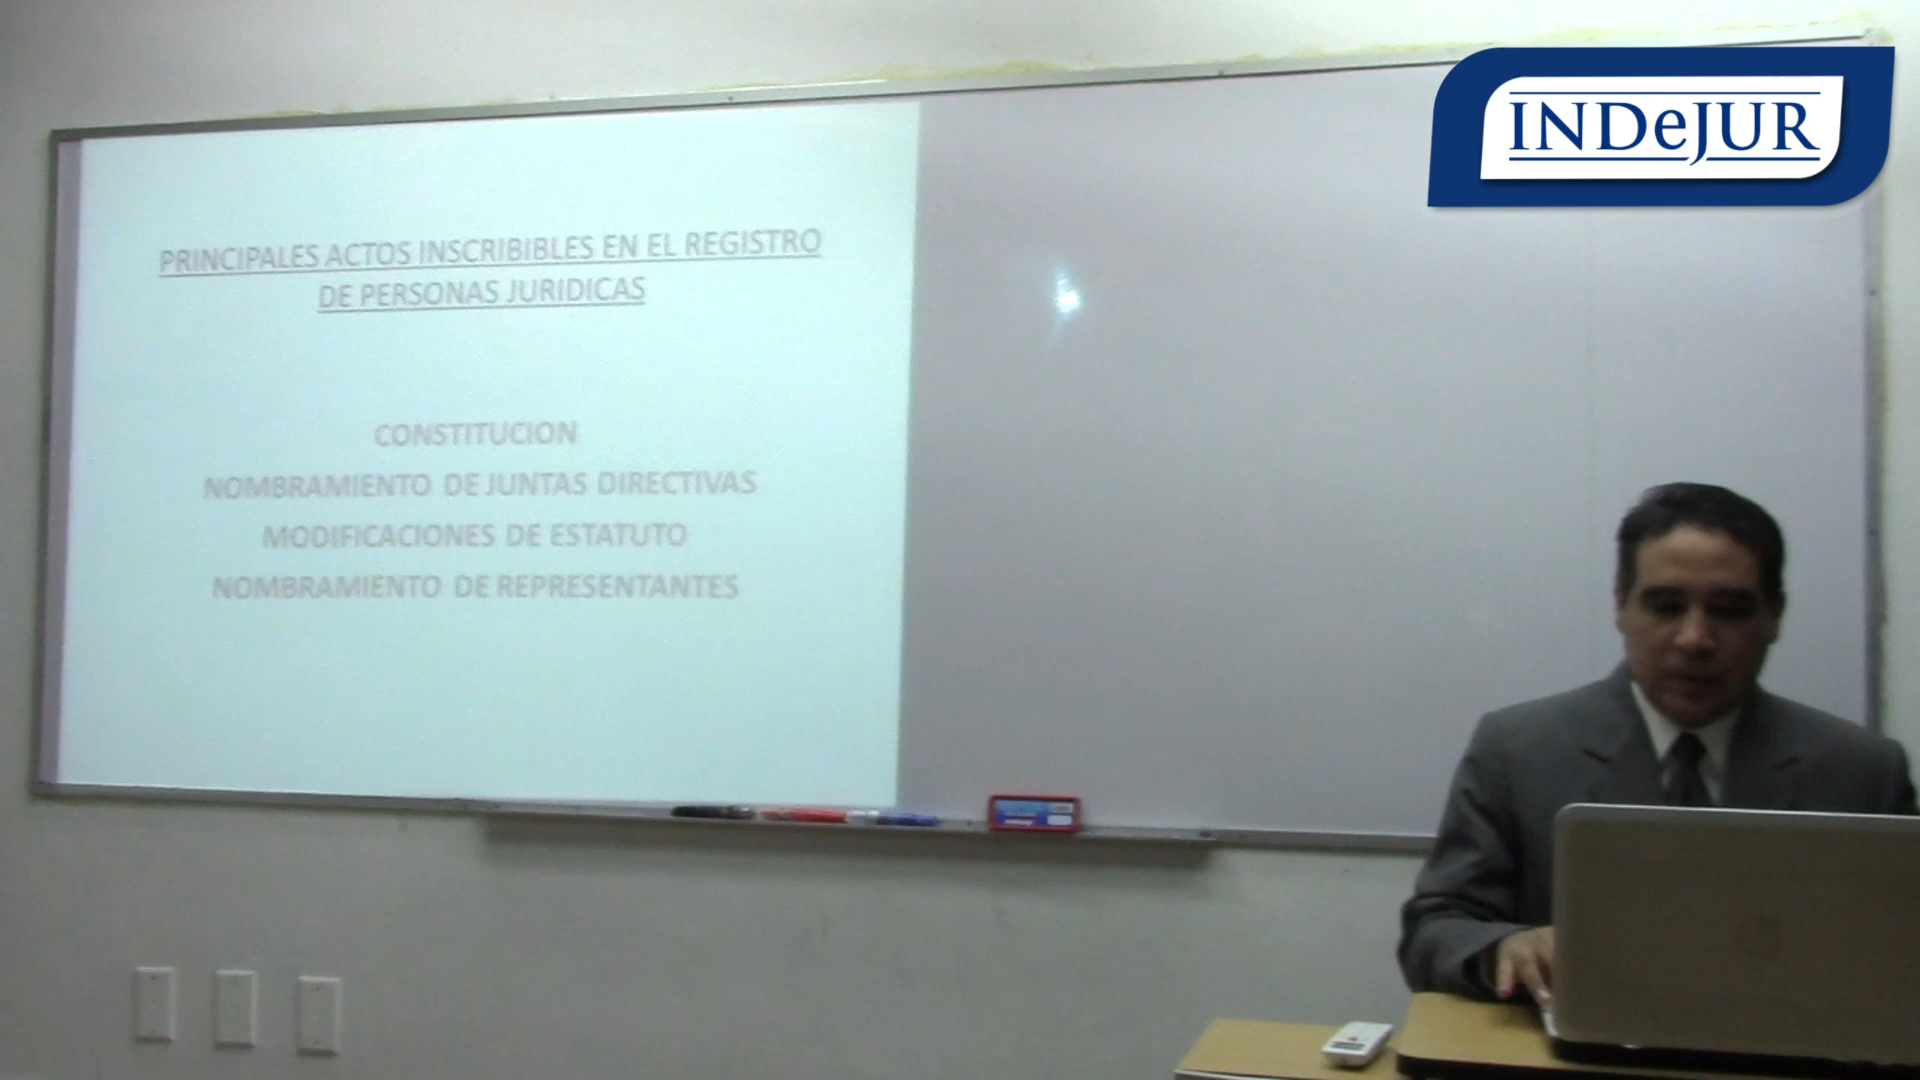 INDeJUR
PRINCIPALES ACTOS INSCRIBIBLES EN EL REGISTRO
DE PERSONAS JURIDICAS
CONSTITUCION
NOMBRAMIENTO DE JUNTAS DIRECTIVAS
MODIFICACIONES DE ESTATUTO
NOMBRAMIENTO DE REPRESENTANTES